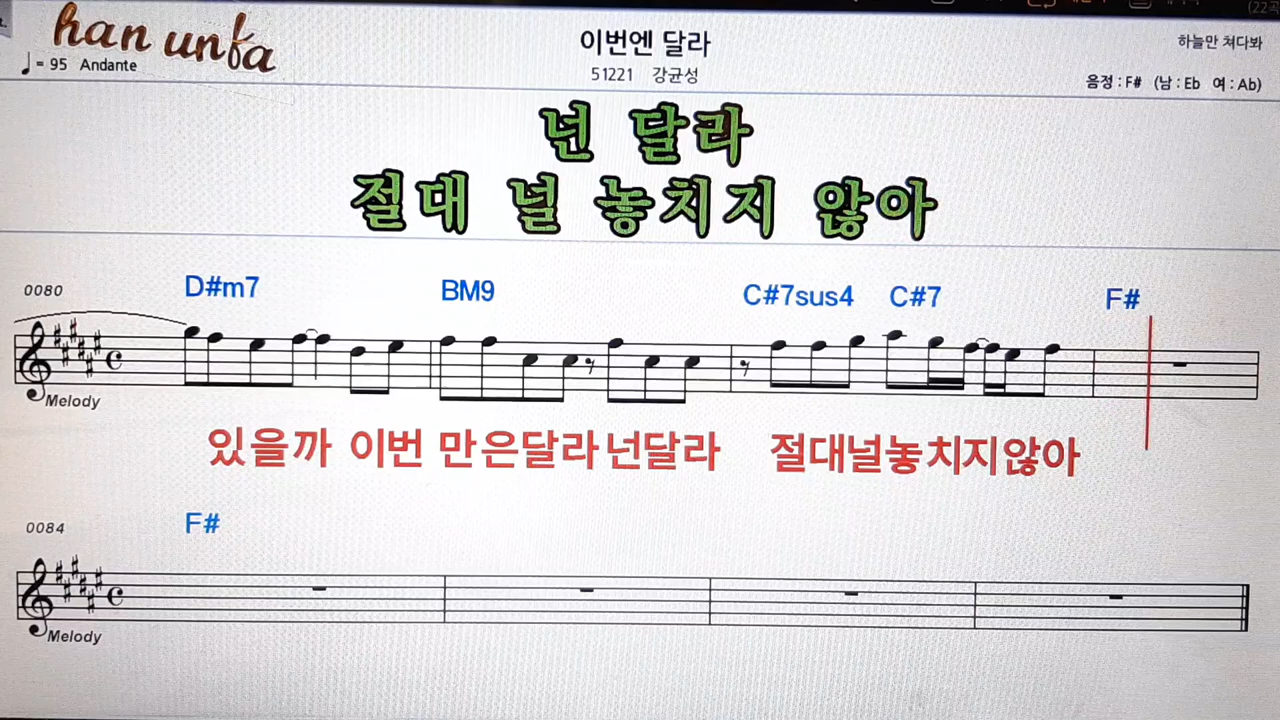 han unfa
이번엔 달라
하늘만 쳐다봐
♩ = 95 Andante
51221 강균성
음정 : F# (남 : Eb 여 : Ab)
넌 달라
절대 널 놓치지 않아
0080
D#m7 BM9 C#7sus4 C#7 F#
Melody
있을까 이번 만은달라넌달라 절대널놓치지않아
0084
F#
Melody